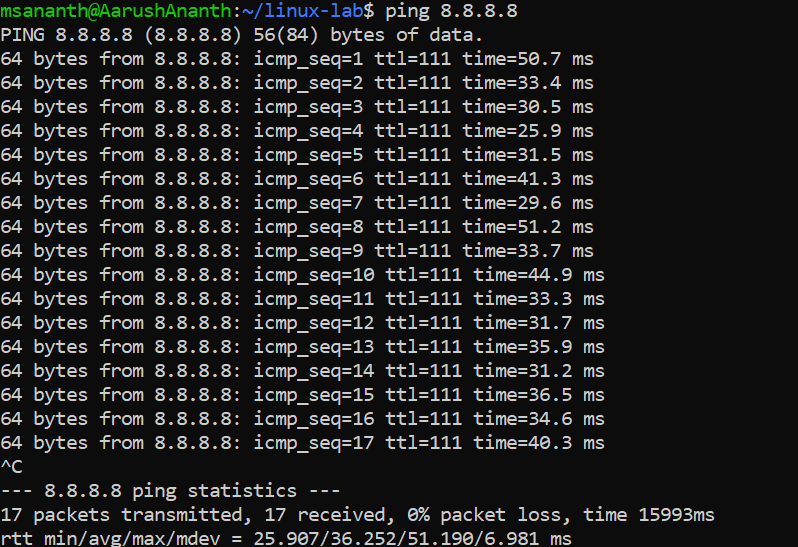 msananth@AarushAnanth:~/linux-lab$ ping 8.8.8.8
PING 8.8.8.8 (8.8.8.8) 56(84) bytes of data.
64 bytes from 8.8.8.8: icmp_seq=1 ttl=111 time=50.7 ms
64 bytes from 8.8.8.8: icmp_seq=2 ttl=111 time=33.4 ms
64 bytes from 8.8.8.8: icmp_seq=3 ttl=111 time=30.5 ms
64 bytes from 8.8.8.8: icmp_seq=4 ttl=111 time=25.9 ms
64 bytes from 8.8.8.8: icmp_seq=5 ttl=111 time=31.5 ms
64 bytes from 8.8.8.8: icmp_seq=6 ttl=111 time=41.3 ms
64 bytes from 8.8.8.8: icmp_seq=7 ttl=111 time=29.6 ms
64 bytes from 8.8.8.8: icmp_seq=8 ttl=111 time=51.2 ms
64 bytes from 8.8.8.8: icmp_seq=9 ttl=111 time=33.7 ms
64 bytes from 8.8.8.8: icmp_seq=10 ttl=111 time=44.9 ms
64 bytes from 8.8.8.8: icmp_seq=11 ttl=111 time=33.3 ms
64 bytes from 8.8.8.8: icmp_seq=12 ttl=111 time=31.7 ms
64 bytes from 8.8.8.8: icmp_seq=13 ttl=111 time=35.9 ms
64 bytes from 8.8.8.8: icmp_seq=14 ttl=111 time=31.2 ms
64 bytes from 8.8.8.8: icmp_seq=15 ttl=111 time=36.5 ms
64 bytes from 8.8.8.8: icmp_seq=16 ttl=111 time=34.6 ms
64 bytes from 8.8.8.8: icmp_seq=17 ttl=111 time=40.3 ms
^C
--- 8.8.8.8 ping statistics ---
17 packets transmitted, 17 received, 0% packet loss, time 15993ms
rtt min/avg/max/mdev = 25.907/36.252/51.190/6.981 ms